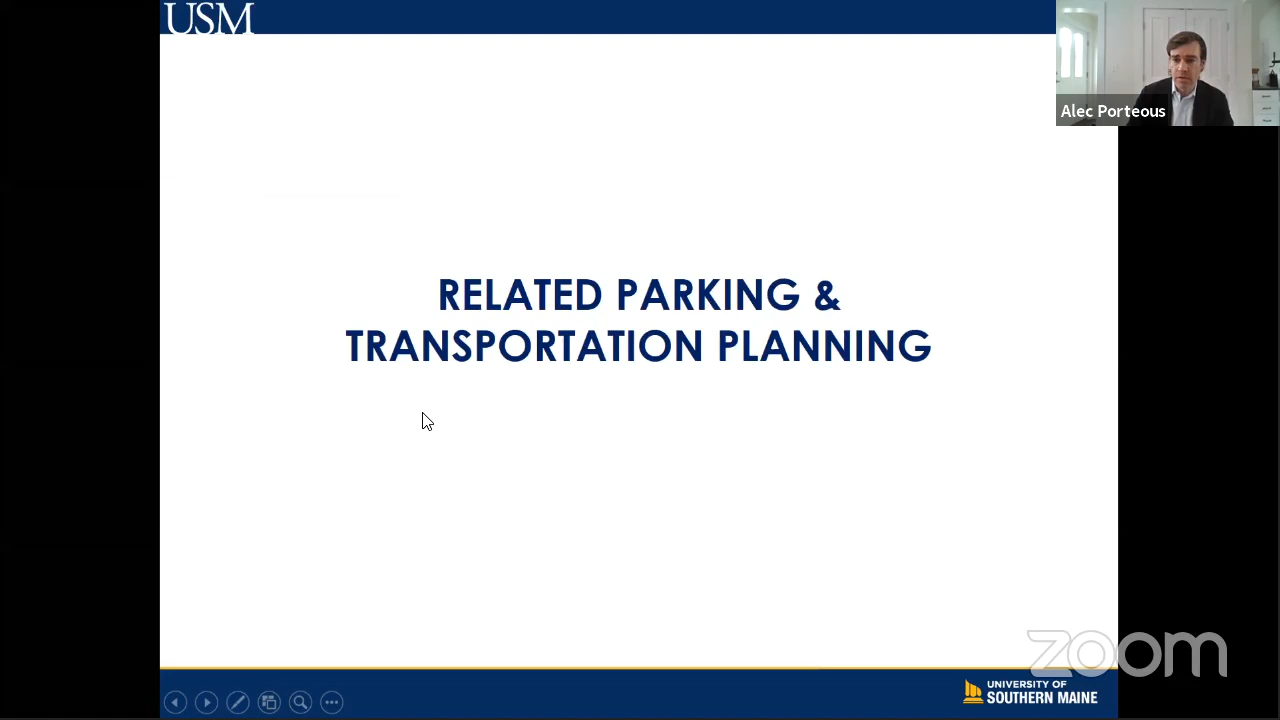 USM
Alec Porteous
RELATED PARKING &
TRANSPORTATION PLANNING
zoom
UNIVERSITY OF
SOUTHERN MAINE